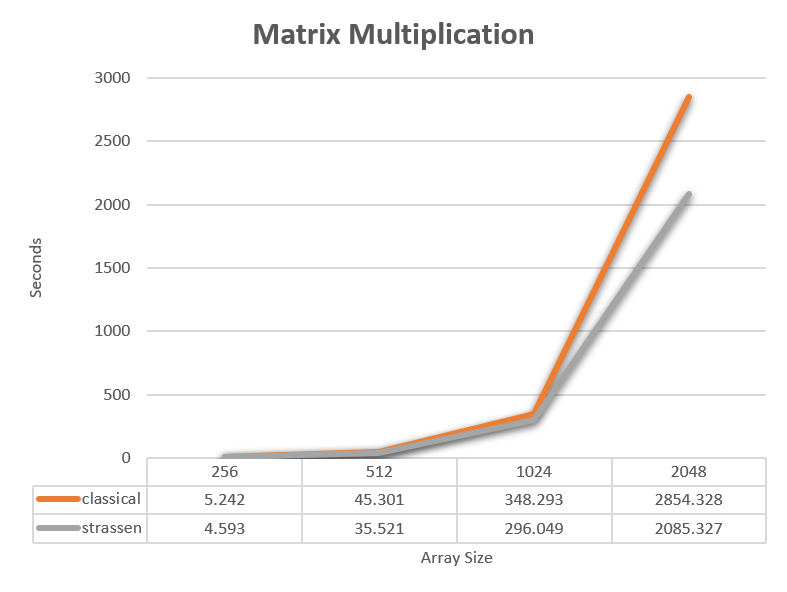 Matrix Multiplication
3000
2500
2000
1500
1000
500
0
Seconds
256 512 1024 2048
classical 5.242 45.301 348.293 2854.328
strassen 4.593 35.521 296.049 2085.327
Array Size